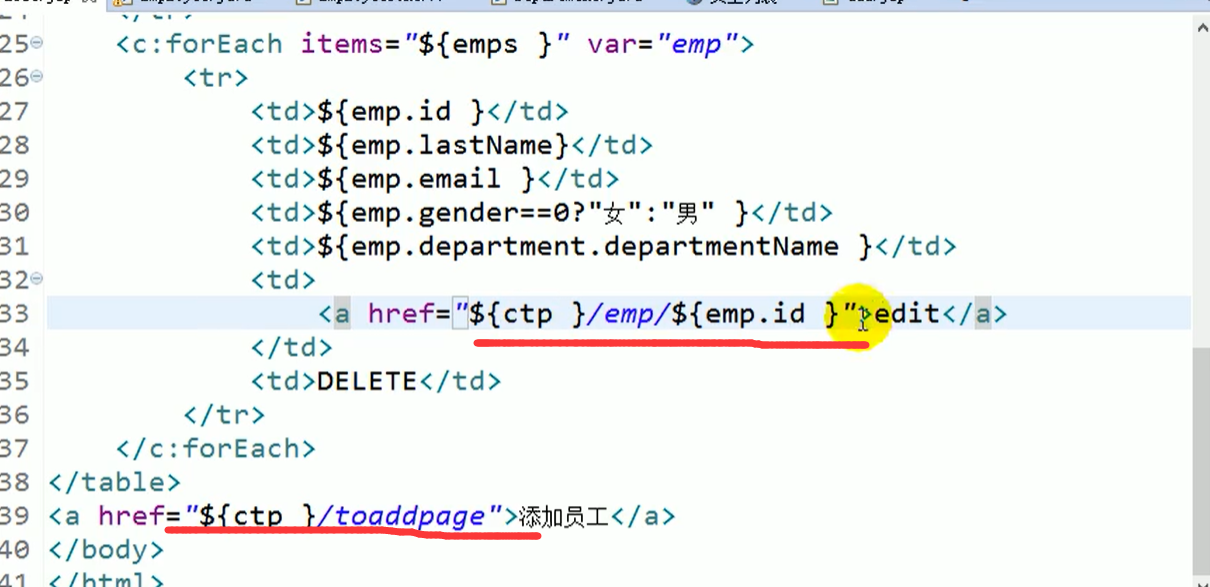 25 <c:forEach items="${emps }" var="emp">
26 <tr>
27 <td>${emp.id }</td>
28 <td>${emp.lastName}</td>
29 <td>${emp.email }</td>
30 <td>${emp.gender==0?"女":"男" }</td>
31 <td>${emp.department.departmentName }</td>
32 <td>
33 <a href="${ctp }/emp/${emp.id }">edit</a>
34 </td>
35 <td>DELETE</td>
36 </tr>
37 </c:forEach>
38 </table>
39 <a href="${ctp }/toaddpage">添加员工</a>
40 </body>
41 </html>